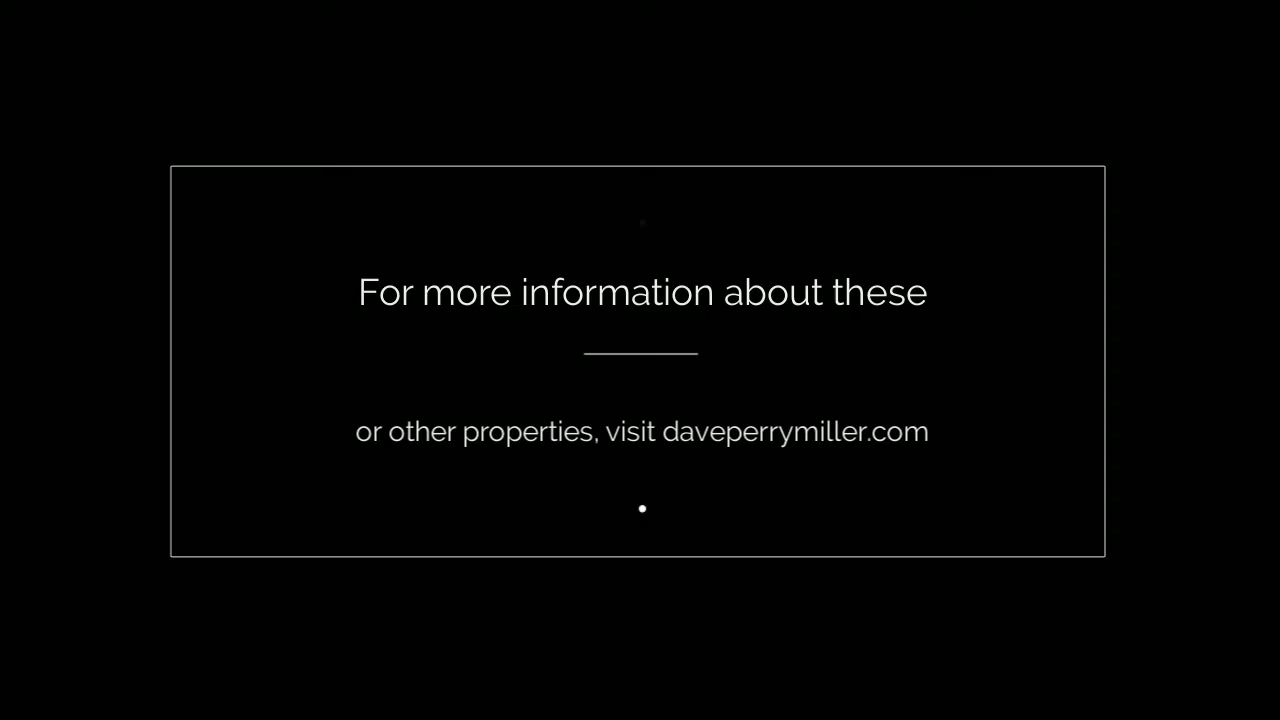 For more information about these
or other properties, visit daveperrymiller.com